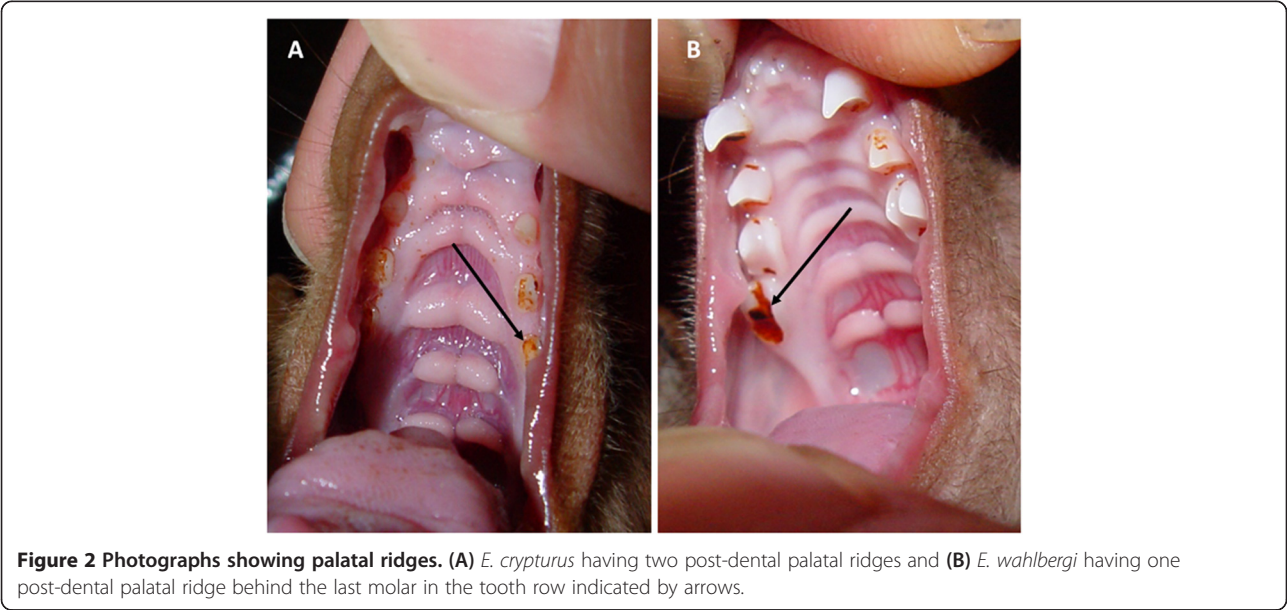 A
B
Figure 2 Photographs showing palatal ridges. (A) E. crypturus having two post-dental palatal ridges and (B) E. wahlbergi having one
post-dental palatal ridge behind the last molar in the tooth row indicated by arrows.